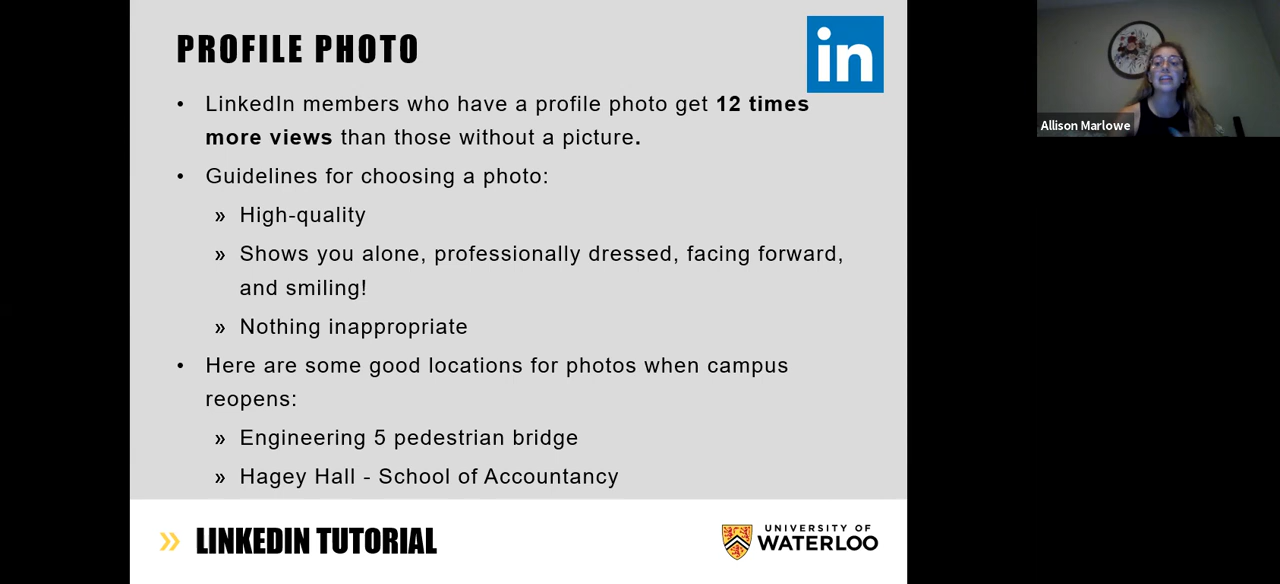 PROFILE PHOTO
in
• LinkedIn members who have a profile photo get 12 times
more views than those without a picture.
• Guidelines for choosing a photo:
» High-quality
» Shows you alone, professionally dressed, facing forward,
and smiling!
» Nothing inappropriate
• Here are some good locations for photos when campus
reopens:
» Engineering 5 pedestrian bridge
» Hagey Hall - School of Accountancy
» LINKEDIN TUTORIAL
UNIVERSITY OF
WATERLOO
Allison Marlowe